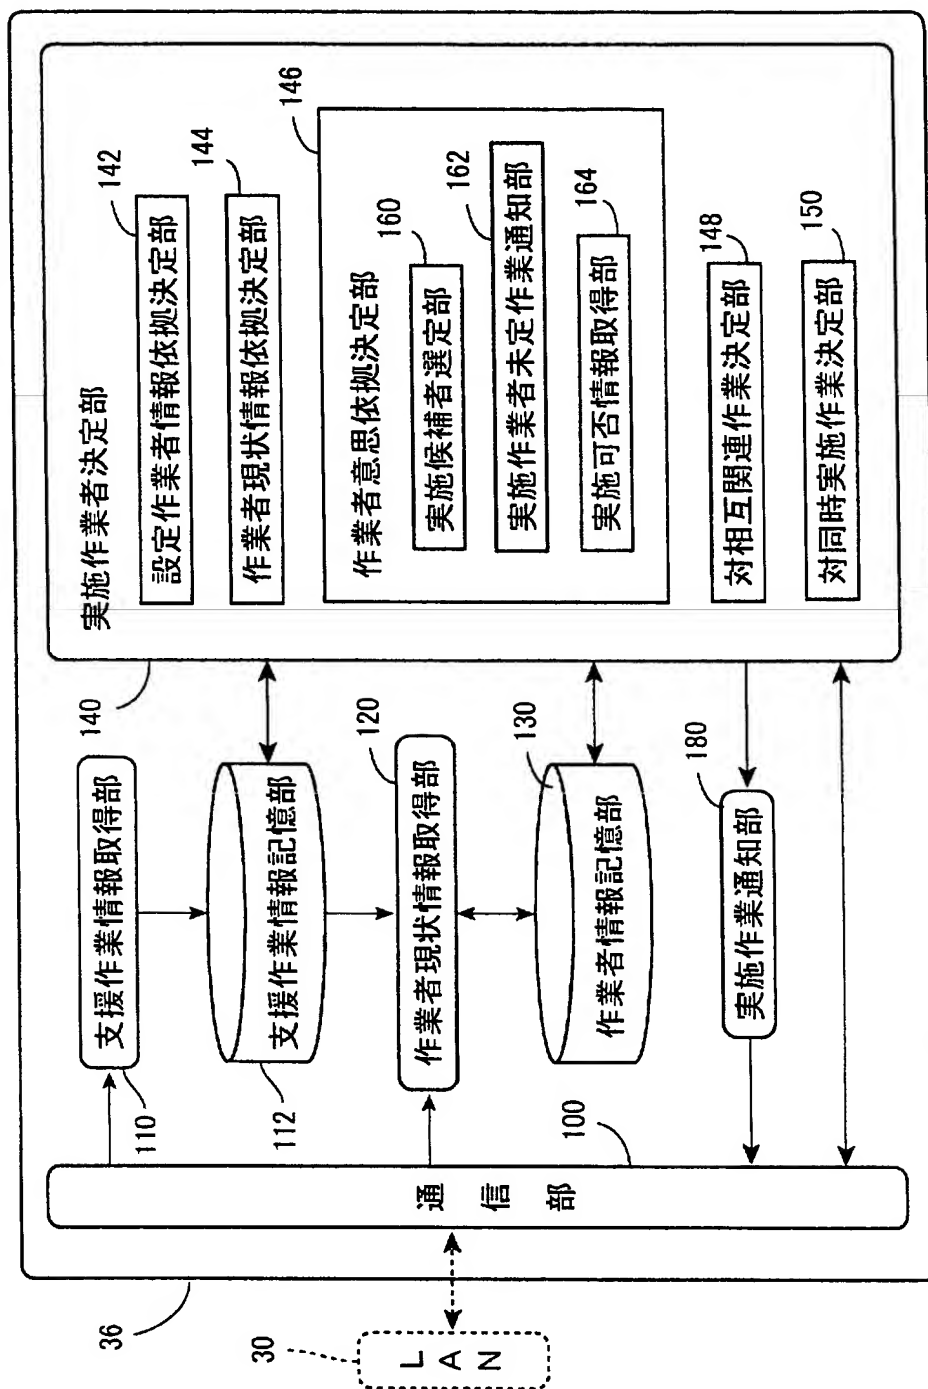 36
30
LAN
通信部
100
110
支援作業情報取得部
112
支援作業情報記憶部
120
作業者現状情報取得部
130
作業者情報記憶部
180
実施作業通知部
140
実施作業者決定部
142
設定作業者情報依拠決定部
144
作業者現状情報依拠決定部
146
作業者意思依拠決定部
160
実施候補者選定部
162
実施作業者未定作業通知部
164
実施可否情報取得部
148
対相互関連作業決定部
150
対同時実施作業決定部